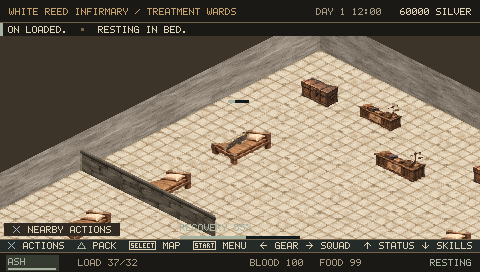 WHITE REED INFIRMARY / TREATMENT WARDS
DAY 1 12:00 60000 SILVER
ON LOADED. RESTING IN BED.
NEARBY ACTIONS
ACTIONS PACK SELECT MAP START MENU ← GEAR → SQUAD ↑ STATUS ↓ SKILLS
ASH LOAD 37/32 BLOOD 100 FOOD 99 RESTING